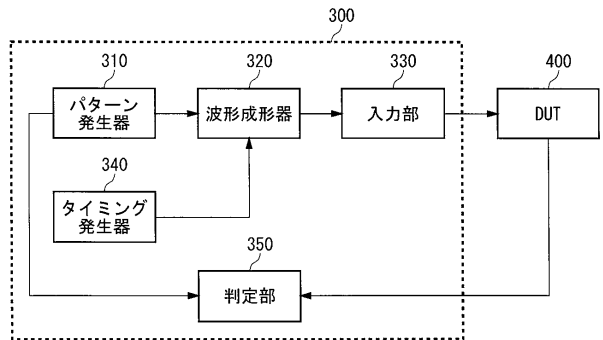 300
310
320
330
400
パターン
発生器
波形成形器
入力部
DUT
340
タイミング
発生器
350
判定部